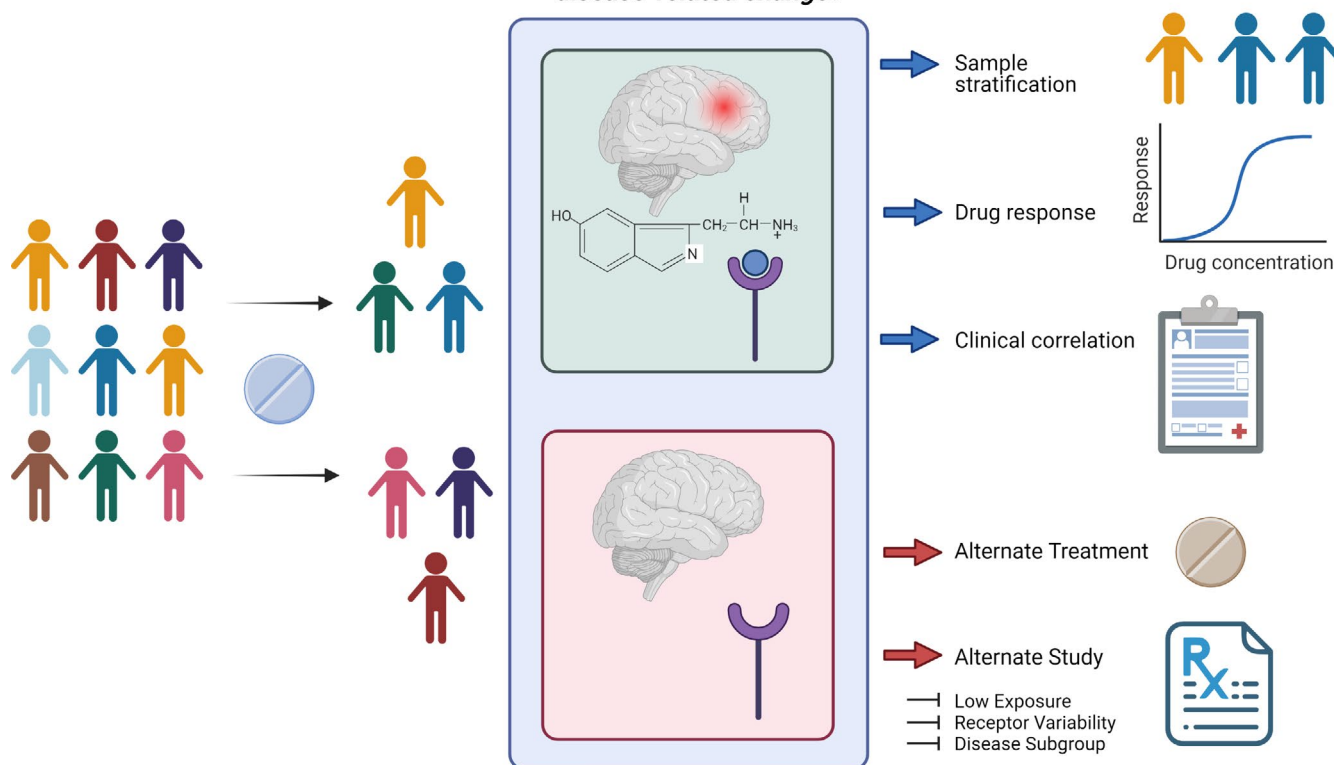 Sample
stratification
Drug response
Response
Drug concentration
Clinical correlation
HO
H
CH₂
CH
NH₃
+
N
Alternate Treatment
Alternate Study
Rx
Low Exposure
Receptor Variability
Disease Subgroup